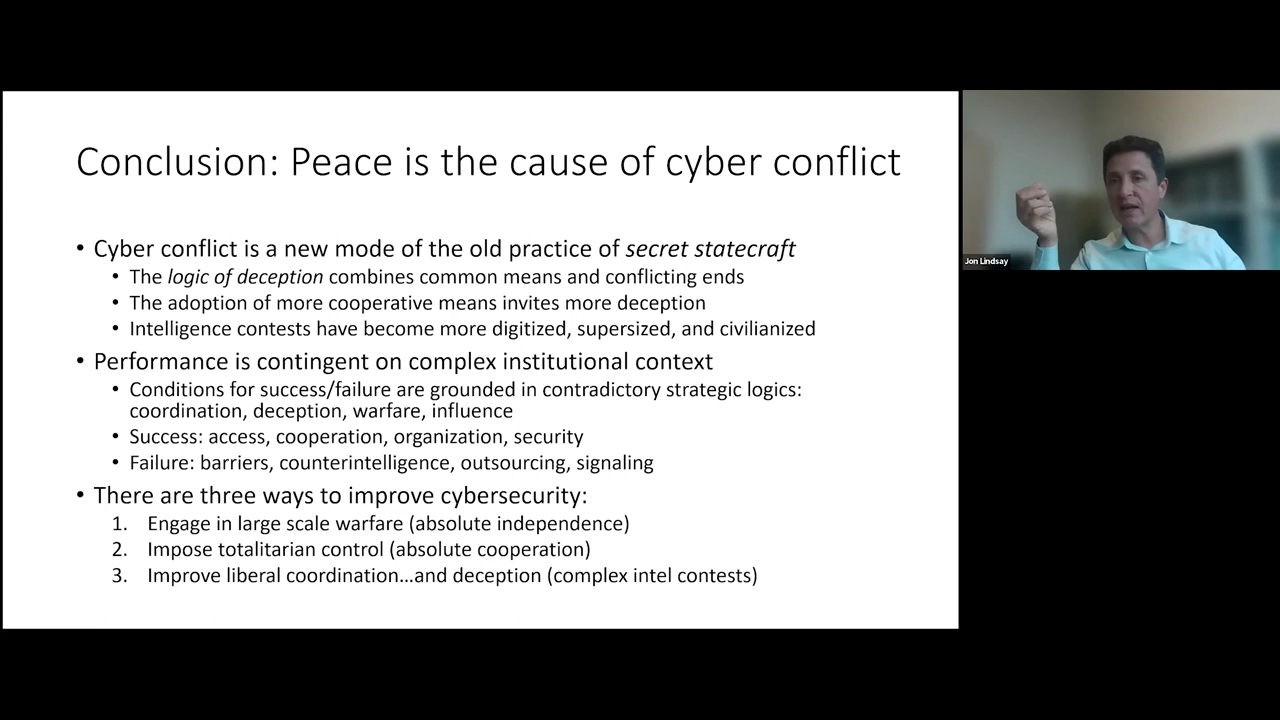 Conclusion: Peace is the cause of cyber conflict
• Cyber conflict is a new mode of the old practice of secret statecraft
• The logic of deception combines common means and conflicting ends
• The adoption of more cooperative means invites more deception
• Intelligence contests have become more digitized, supersized, and civilianized
• Performance is contingent on complex institutional context
• Conditions for success/failure are grounded in contradictory strategic logics:
coordination, deception, warfare, influence
• Success: access, cooperation, organization, security
• Failure: barriers, counterintelligence, outsourcing, signaling
• There are three ways to improve cybersecurity:
1. Engage in large scale warfare (absolute independence)
2. Impose totalitarian control (absolute cooperation)
3. Improve liberal coordination...and deception (complex intel contests)
Jon Lindsay